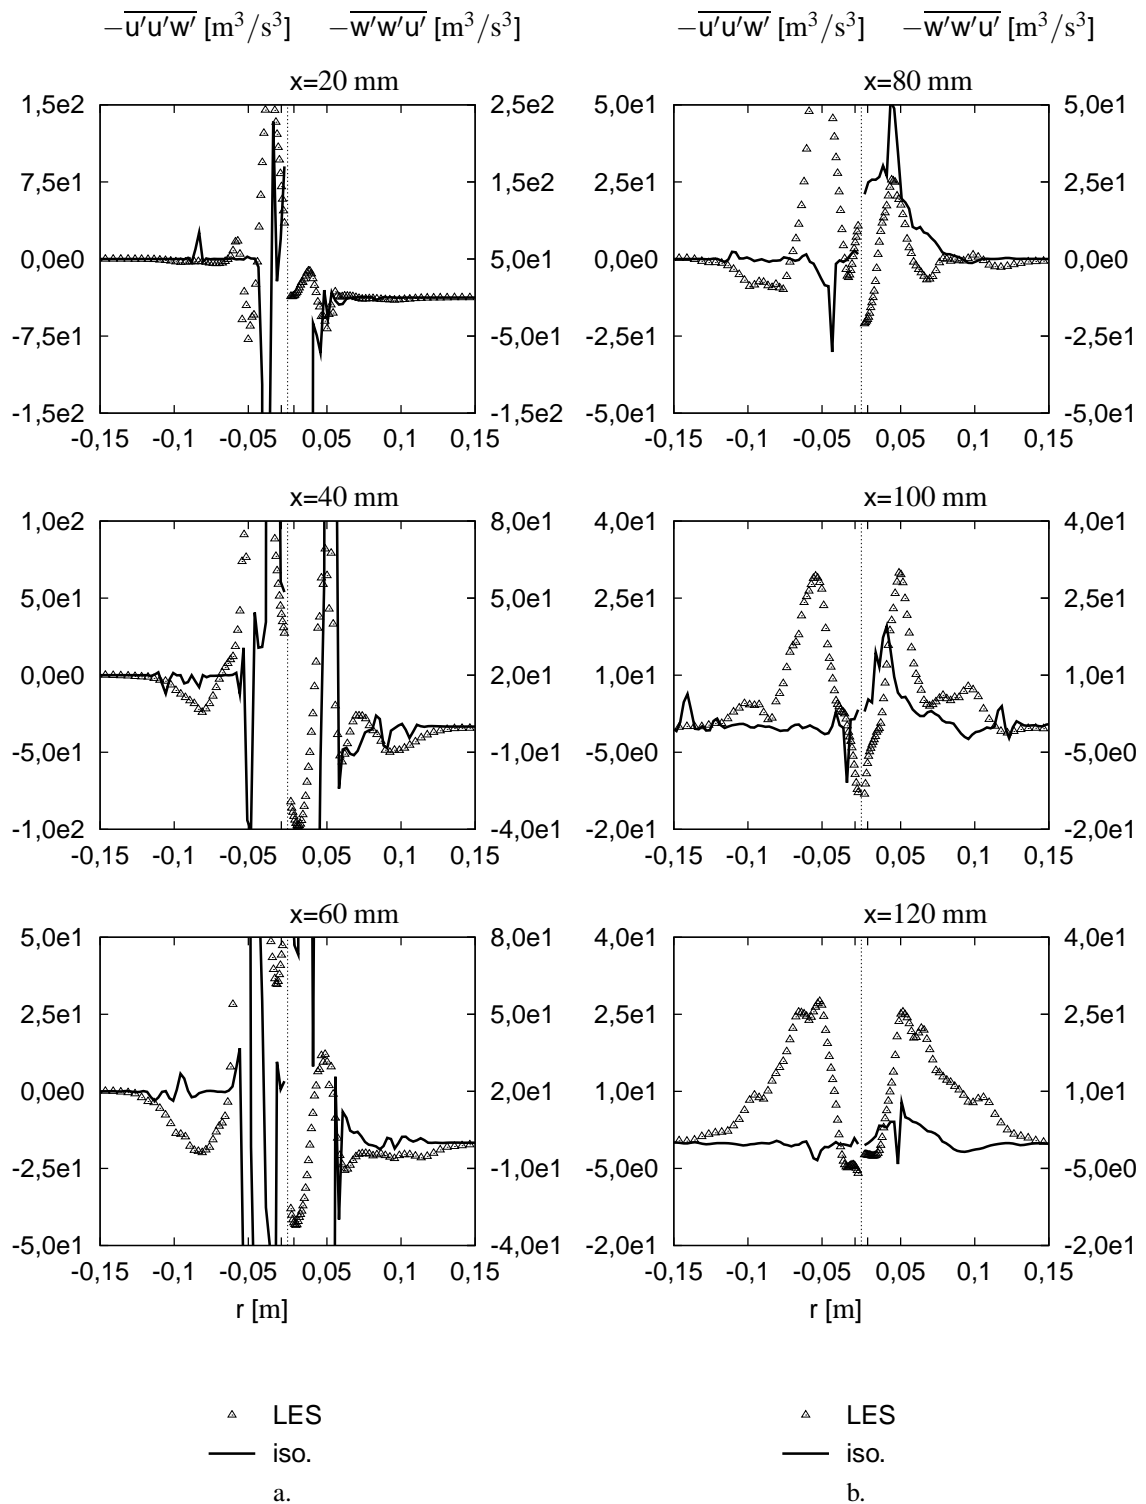 −u′u′w′ [m³/s³] −w′w′u′ [m³/s³]
x=20 mm
1,5e2 2,5e2
7,5e1 1,5e2
0,0e0 5,0e1
-7,5e1 -5,0e1
-1,5e2 -1,5e2
-0,15 -0,1 -0,05 0,05 0,1 0,15
x=40 mm
1,0e2 8,0e1
5,0e1 5,0e1
0,0e0 2,0e1
-5,0e1 -1,0e1
-1,0e2 -4,0e1
-0,15 -0,1 -0,05 0,05 0,1 0,15
x=60 mm
5,0e1 8,0e1
2,5e1 5,0e1
0,0e0 2,0e1
-2,5e1 -1,0e1
-5,0e1 -4,0e1
-0,15 -0,1 -0,05 0,05 0,1 0,15
r [m]
LES
iso.
a.
−u′u′w′ [m³/s³] −w′w′u′ [m³/s³]
x=80 mm
5,0e1 5,0e1
2,5e1 2,5e1
0,0e0 0,0e0
-2,5e1 -2,5e1
-5,0e1 -5,0e1
-0,15 -0,1 -0,05 0,05 0,1 0,15
x=100 mm
4,0e1 4,0e1
2,5e1 2,5e1
1,0e1 1,0e1
-5,0e0 -5,0e0
-2,0e1 -2,0e1
-0,15 -0,1 -0,05 0,05 0,1 0,15
x=120 mm
4,0e1 4,0e1
2,5e1 2,5e1
1,0e1 1,0e1
-5,0e0 -5,0e0
-2,0e1 -2,0e1
-0,15 -0,1 -0,05 0,05 0,1 0,15
r [m]
LES
iso.
b.